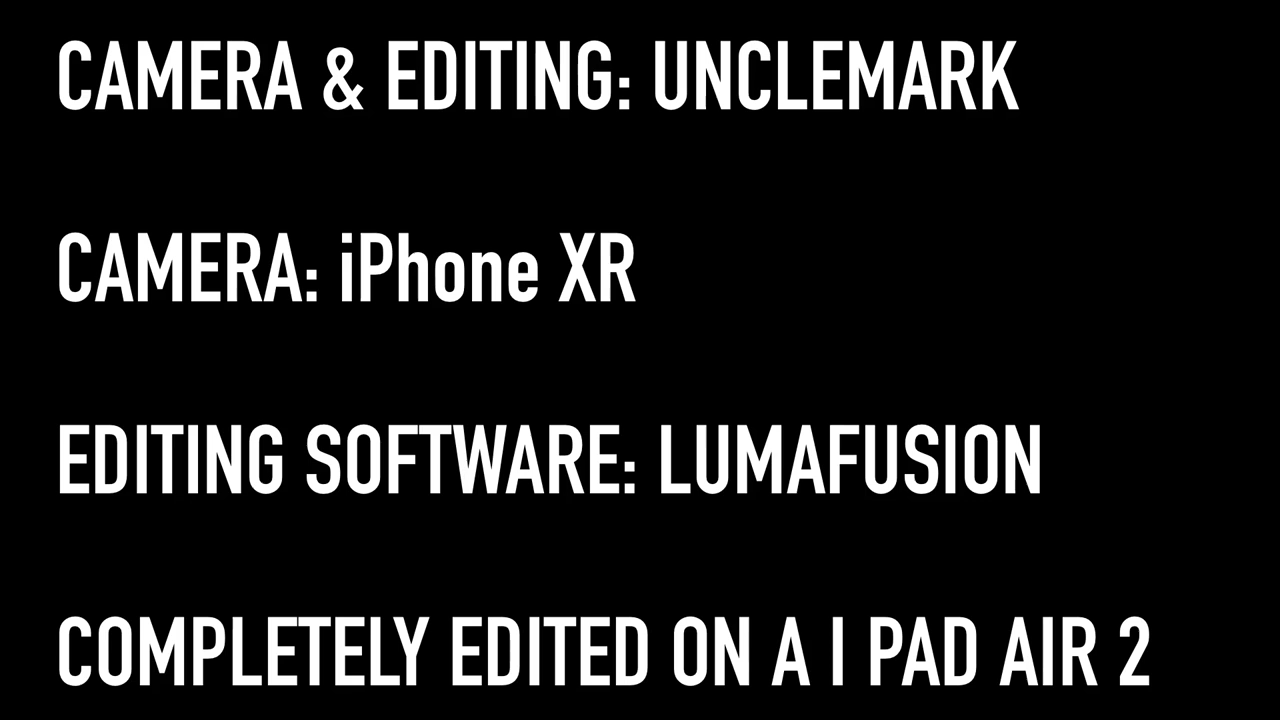 CAMERA & EDITING: UNCLEMARK
CAMERA: iPhone XR
EDITING SOFTWARE: LUMAFUSION
COMPLETELY EDITED ON A I PAD AIR 2